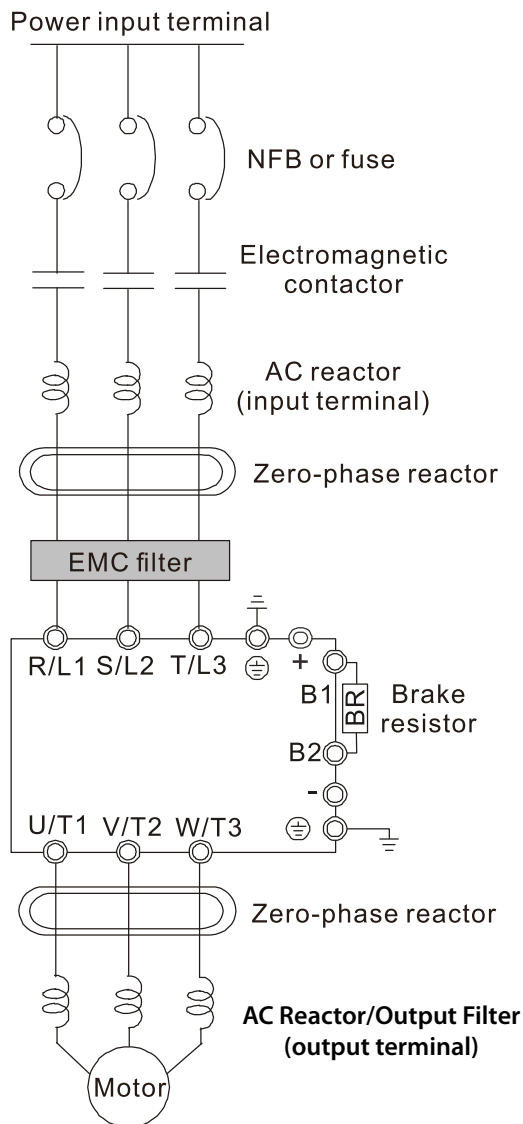 Power input terminal
NFB or fuse
Electromagnetic
contactor
AC reactor
(input terminal)
Zero-phase reactor
EMC filter
R/L1 S/L2 T/L3
+
B1
BR
Brake
resistor
B2
-
U/T1 V/T2 W/T3
Zero-phase reactor
AC Reactor/Output Filter
(output terminal)
Motor